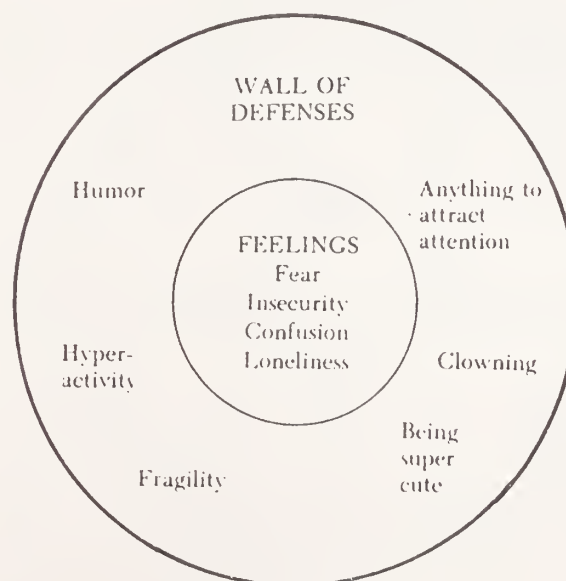 WALL OF
DEFENSES
Humor
Anything to
attract
attention
FEELINGS
Fear
Insecurity
Confusion
Loneliness
Hyper-
activity
Clowning
Being
super
cute
Fragility